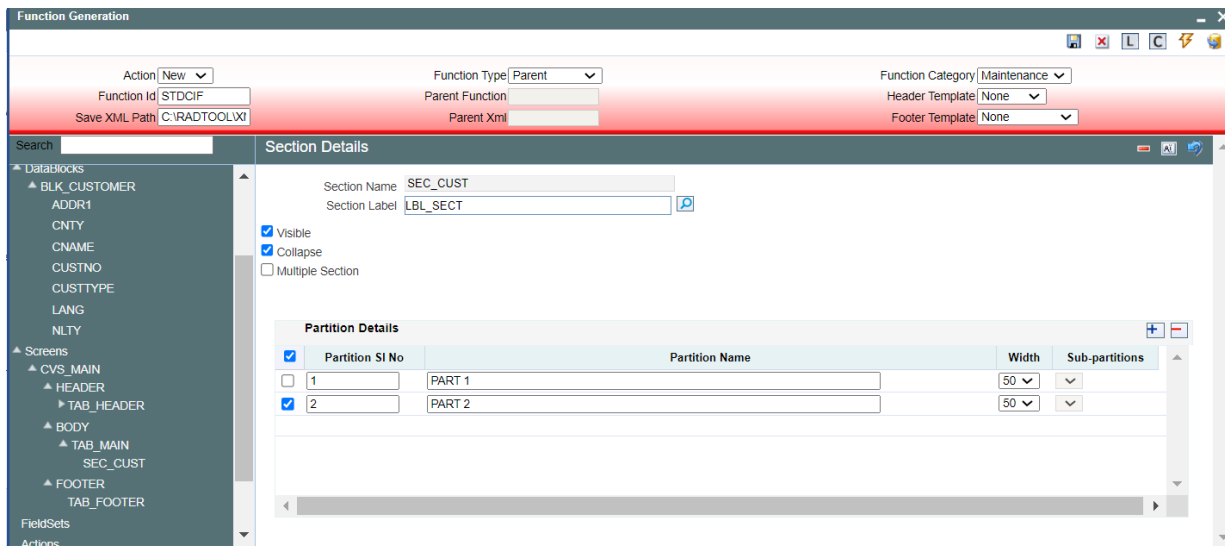 Function Generation
L C
Action New Function Type Parent Function Category Maintenance
Function Id STDCIF Parent Function Header Template None
Save XML Path C:\RADTOOL\XI Parent Xml Footer Template None
Search Section Details
DataBlocks
BLK_CUSTOMER
ADDR1
CNTY
CNAME
CUSTNO
CUSTTYPE
LANG
NLTY
Screens
CVS_MAIN
HEADER
TAB_HEADER
BODY
TAB_MAIN
SEC_CUST
FOOTER
TAB_FOOTER
FieldSets
Actions
Section Name SEC_CUST
Section Label LBL_SECT
Visible
Collapse
Multiple Section
Partition Details
Partition Sl No Partition Name Width Sub-partitions
1 PART 1 50
2 PART 2 50